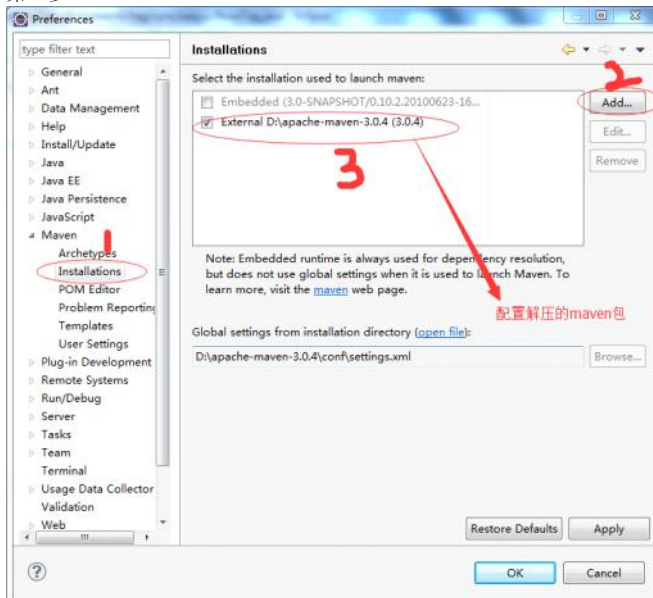 Preferences
type filter text
Installations
General
Ant
Data Management
Help
Install/Update
Java
Java EE
Java Persistence
JavaScript
Maven
Archetypes
Installations
POM Editor
Problem Reporting
Templates
User Settings
Plug-in Development
Remote Systems
Run/Debug
Server
Tasks
Team
Terminal
Usage Data Collector
Validation
Web
1
Select the installation used to launch maven:
Embedded (3.0-SNAPSHOT/0.10.2.20100623-16...
External D:\apache-maven-3.0.4 (3.0.4)
2
Add...
Edit...
Remove
3
Note: Embedded runtime is always used for dependency resolution,
but does not use global settings when it is used to launch Maven. To
learn more, visit the maven web page.
配置解压的maven包
Global settings from installation directory (open file):
D:\apache-maven-3.0.4\conf\settings.xml
Browse...
Restore Defaults
Apply
OK
Cancel